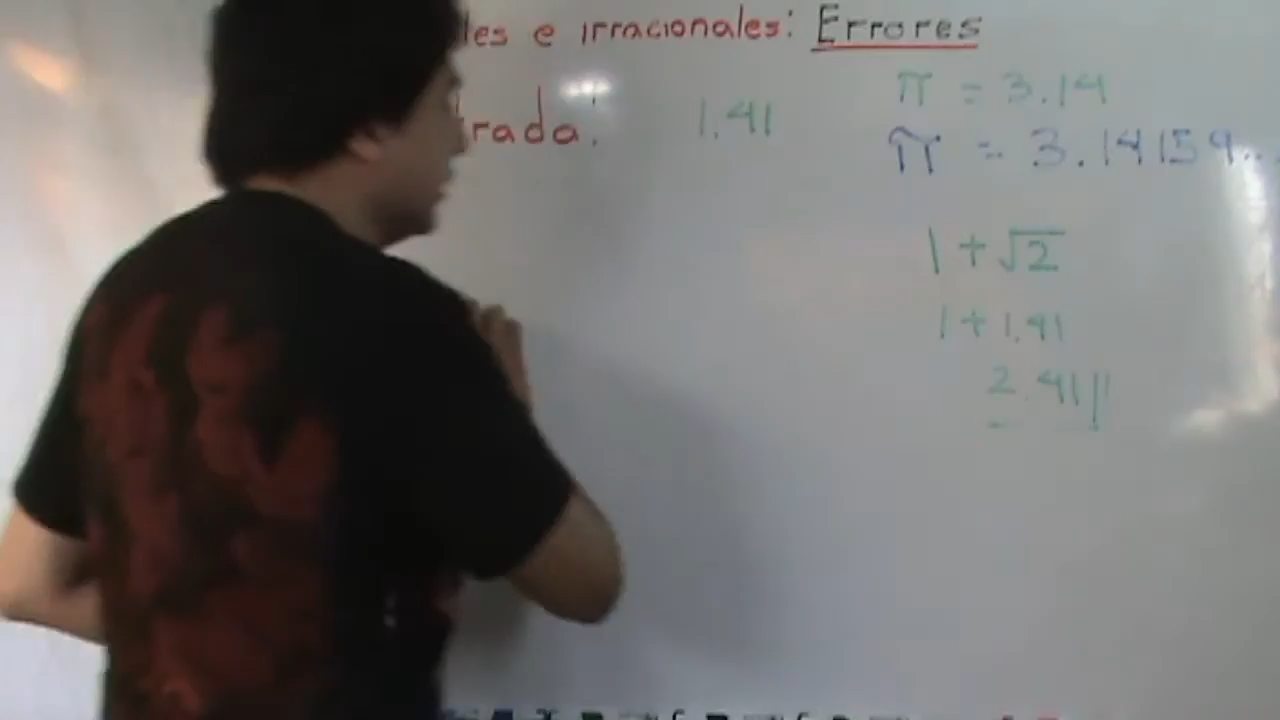 les e irracionales: Errores
rada: 1.41
π = 3.14
π = 3.14159...
1 + √2
1 + 1.41
2.41